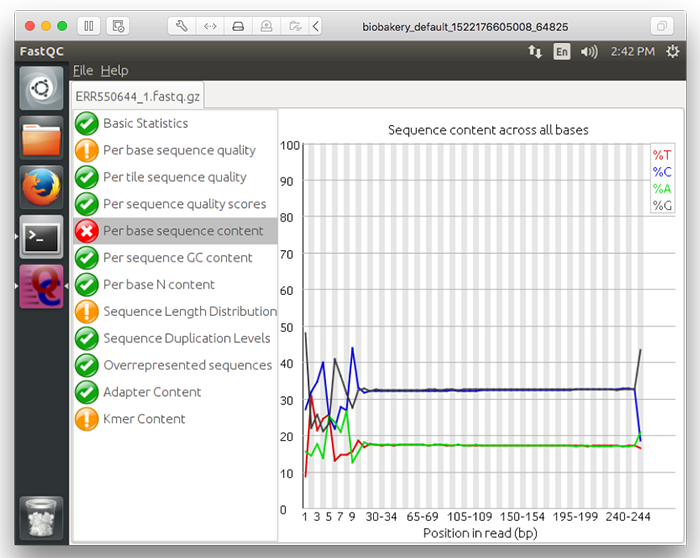 biobakery_default_1522176605008_64825
FastQC
En
2:42 PM
File Help
ERR550644_1.fastq.gz
Basic Statistics
Per base sequence quality
Per tile sequence quality
Per sequence quality scores
Per base sequence content
Per sequence GC content
Per base N content
Sequence Length Distribution
Sequence Duplication Levels
Overrepresented sequences
Adapter Content
Kmer Content
Sequence content across all bases
%T
%C
%A
%G
100
90
80
70
60
50
40
30
20
10
0
1 3 5 7 9 30-34 65-69 105-109 150-154 195-199 240-244
Position in read (bp)